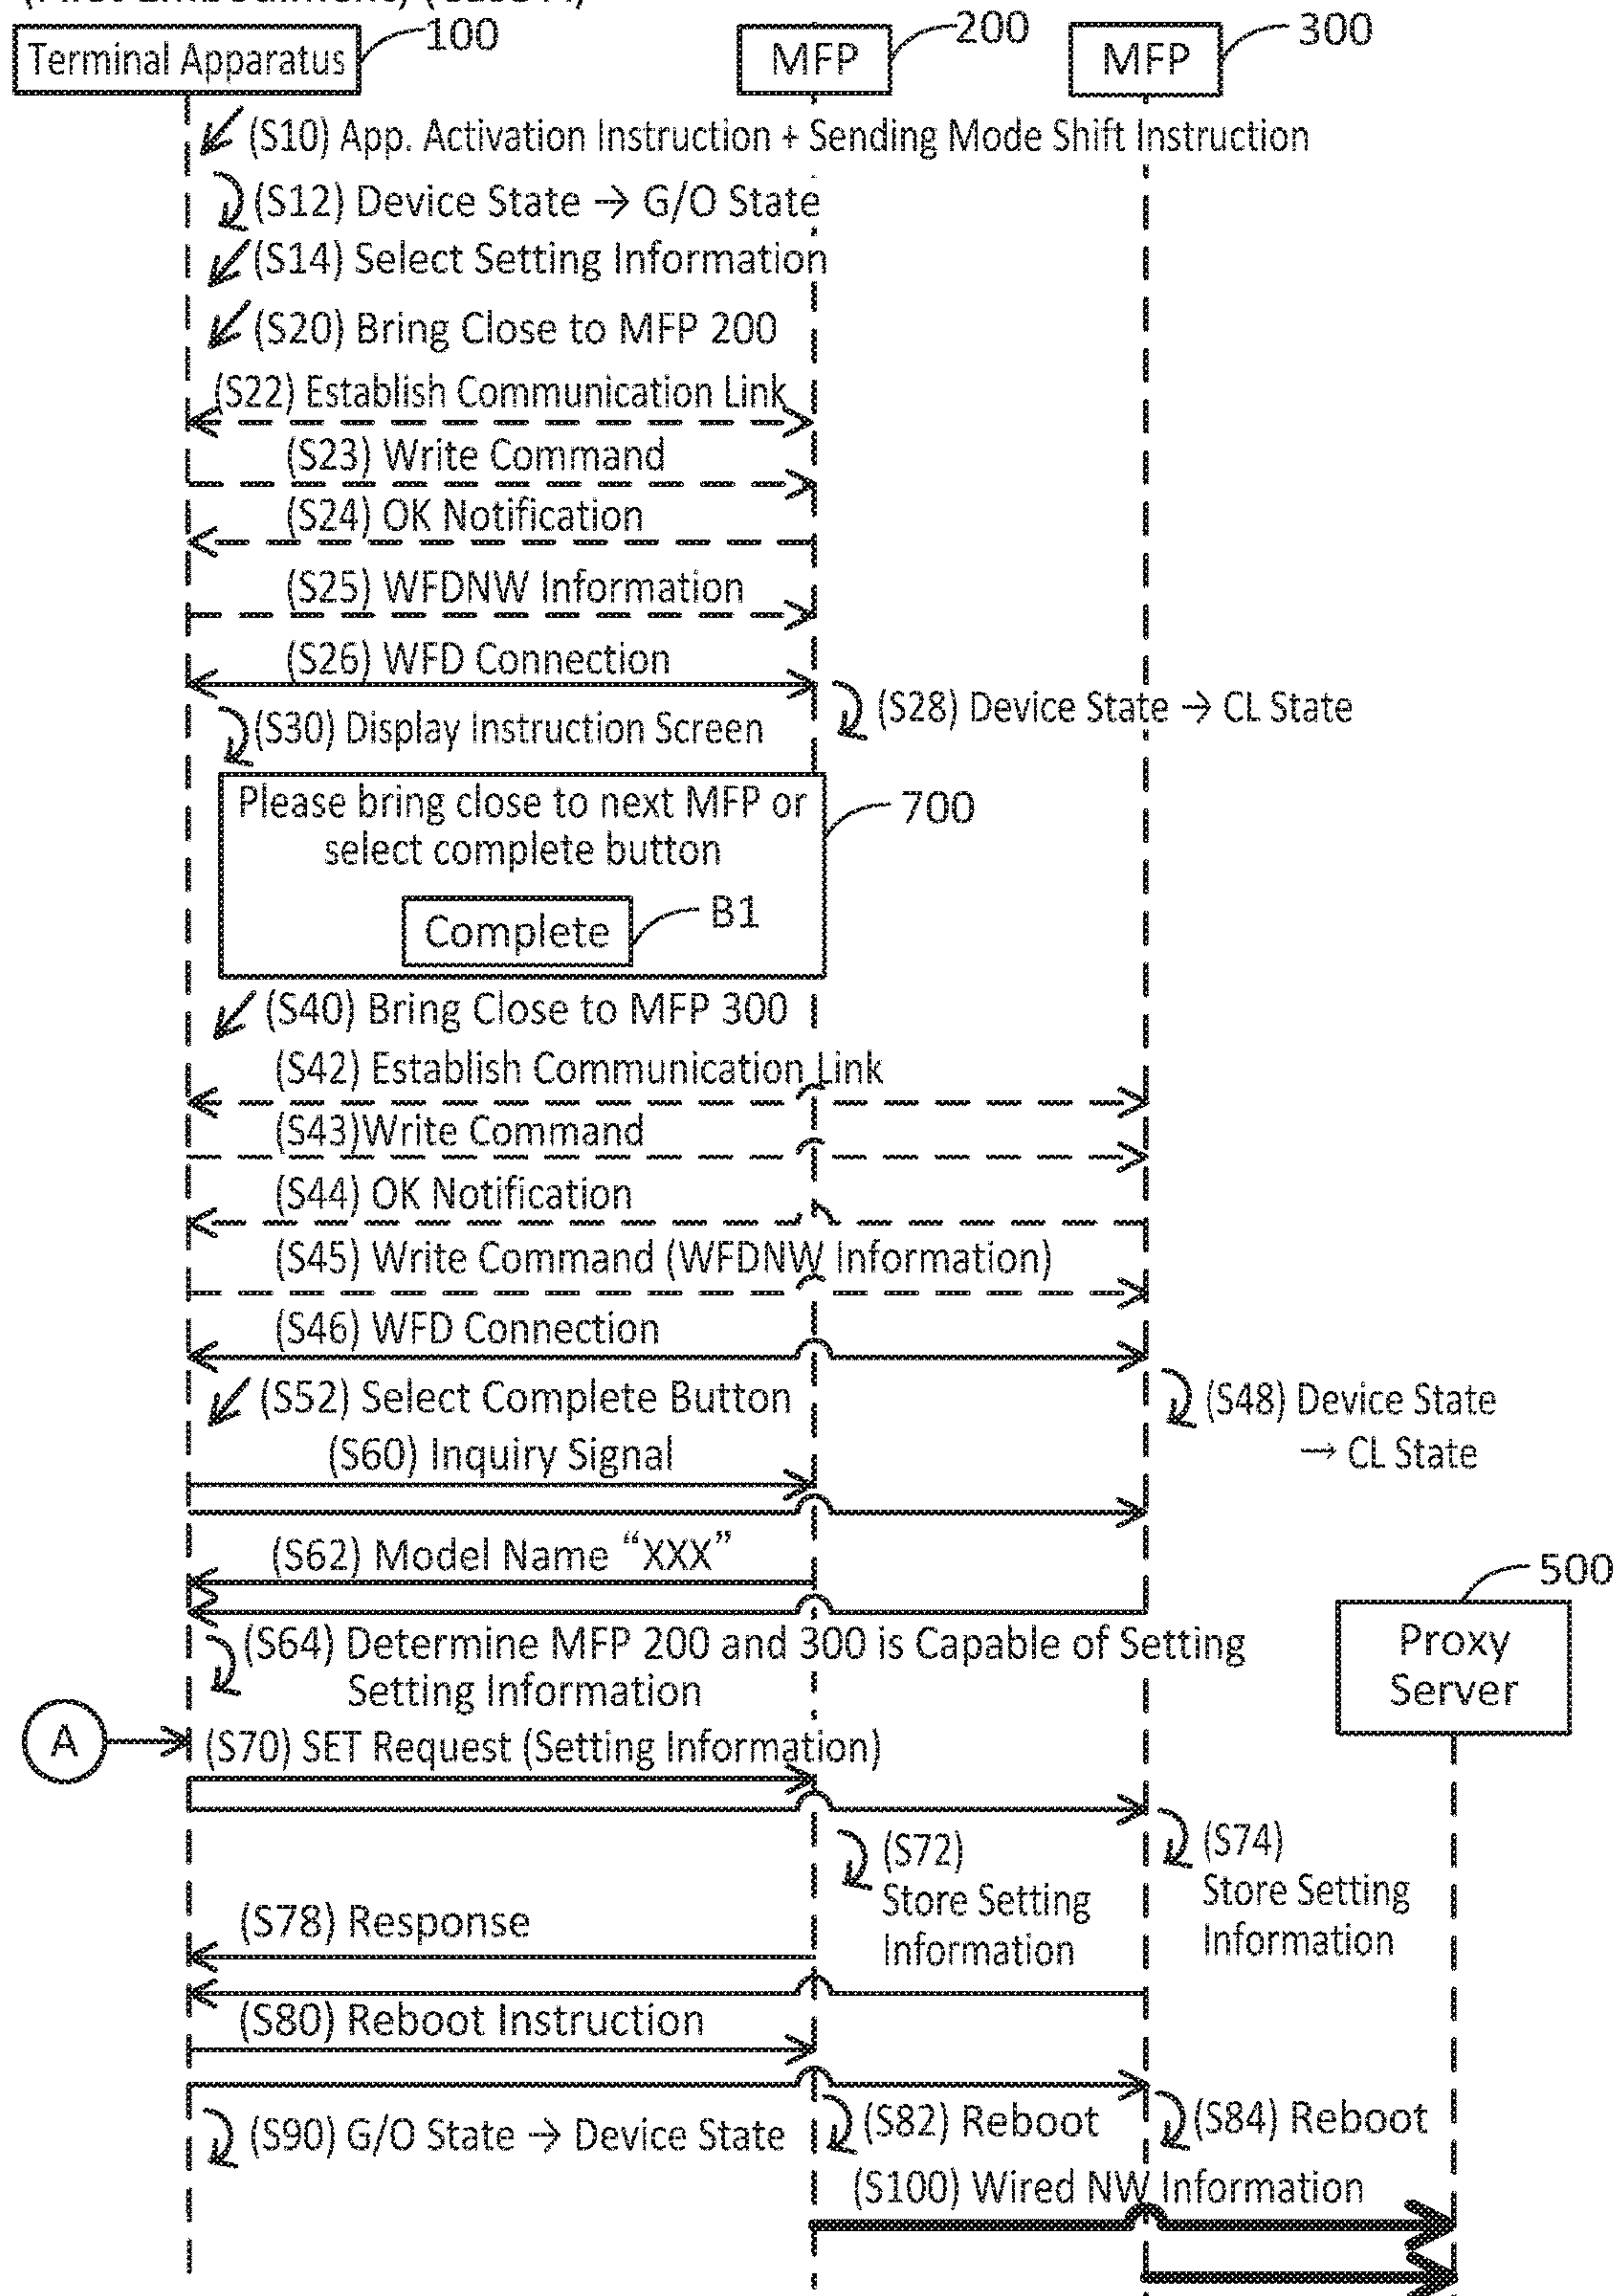 100
200
300
Terminal Apparatus
MFP
MFP
(S10) App. Activation Instruction + Sending Mode Shift Instruction
(S12) Device State → G/O State
(S14) Select Setting Information
(S20) Bring Close to MFP 200
(S22) Establish Communication Link
(S23) Write Command
(S24) OK Notification
(S25) WFDNW Information
(S26) WFD Connection
(S28) Device State → CL State
(S30) Display Instruction Screen
Please bring close to next MFP or
select complete button
700
Complete
B1
(S40) Bring Close to MFP 300
(S42) Establish Communication Link
(S43)Write Command
(S44) OK Notification
(S45) Write Command (WFDNW Information)
(S46) WFD Connection
(S52) Select Complete Button
(S48) Device State
→ CL State
(S60) Inquiry Signal
(S62) Model Name “XXX”
500
Proxy
Server
(S64) Determine MFP 200 and 300 is Capable of Setting
Setting Information
A
(S70) SET Request (Setting Information)
(S72)
Store Setting
Information
(S74)
Store Setting
Information
(S78) Response
(S80) Reboot Instruction
(S82) Reboot
(S84) Reboot
(S90) G/O State → Device State
(S100) Wired NW Information